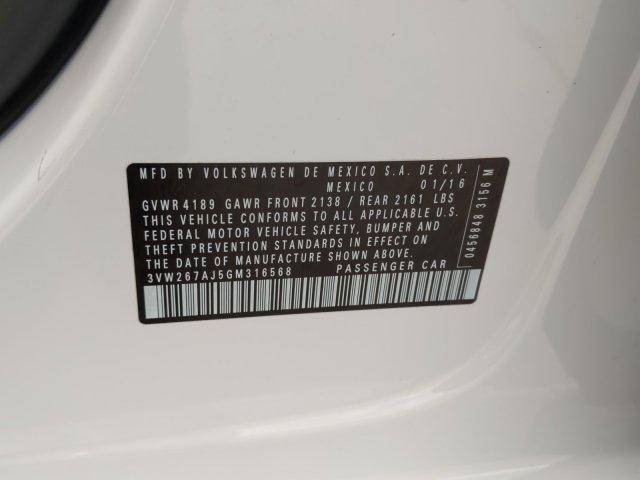 MFD BY VOLKSWAGEN DE MEXICO S.A. DE C.V.
MEXICO 01/16
GVWR 4189 GAWR FRONT 2138 / REAR 2161 LBS
THIS VEHICLE CONFORMS TO ALL APPLICABLE U.S.
FEDERAL MOTOR VEHICLE SAFETY, BUMPER AND
THEFT PREVENTION STANDARDS IN EFFECT ON
THE DATE OF MANUFACTURE SHOWN ABOVE.
3VW267AJ5GM316568 PASSENGER CAR
0456848 3156 M